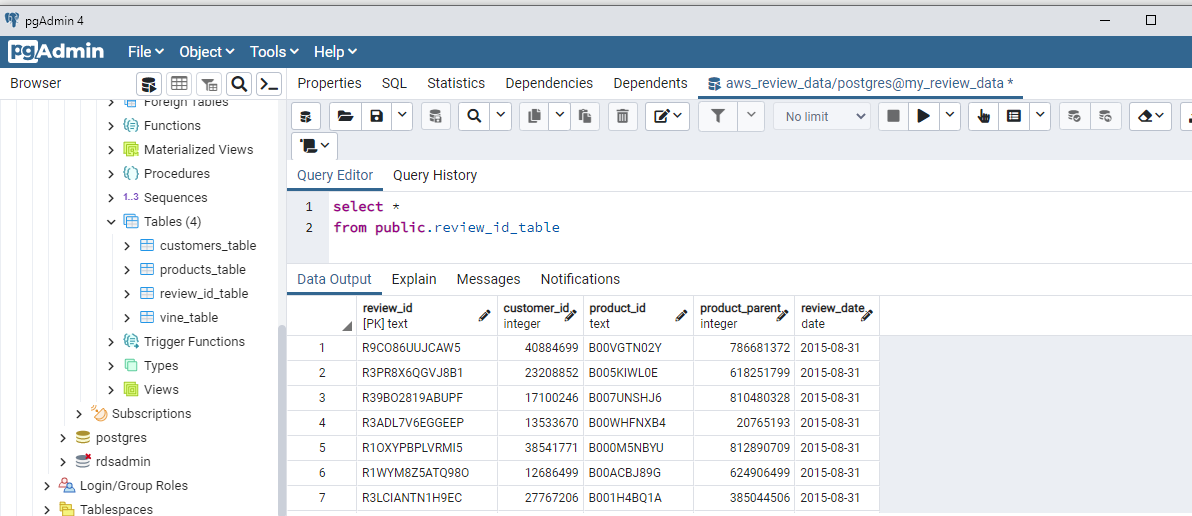 pgAdmin 4
pgAdmin File Object Tools Help
Browser
Properties SQL Statistics Dependencies Dependents aws_review_data/postgres@my_review_data *
No limit
Foreign Tables
Functions
Materialized Views
Procedures
1..3 Sequences
Tables (4)
customers_table
products_table
review_id_table
vine_table
Trigger Functions
Types
Views
Subscriptions
postgres
rdsadmin
Login/Group Roles
Tablespaces
Query Editor Query History
1 select *
2 from public.review_id_table
Data Output Explain Messages Notifications
review_id customer_id product_id product_parent review_date
[PK] text integer text integer date
1 R9CO86UUJCAW5 40884699 B00VGTN02Y 786681372 2015-08-31
2 R3PR8X6QGVJ8B1 23208852 B005KIWL0E 618251799 2015-08-31
3 R39BO2819ABUPF 17100246 B007UNSHJ6 810480328 2015-08-31
4 R3ADL7V6EGGEEP 13533670 B00WHFNXB4 20765193 2015-08-31
5 R1OXYPBPLVRMI5 38541771 B000M5NBYU 812890709 2015-08-31
6 R1WYM8Z5ATQ98O 12686499 B00ACBJ89G 624906499 2015-08-31
7 R3LCIANTN1H9EC 27767206 B001H4BQ1A 385044506 2015-08-31